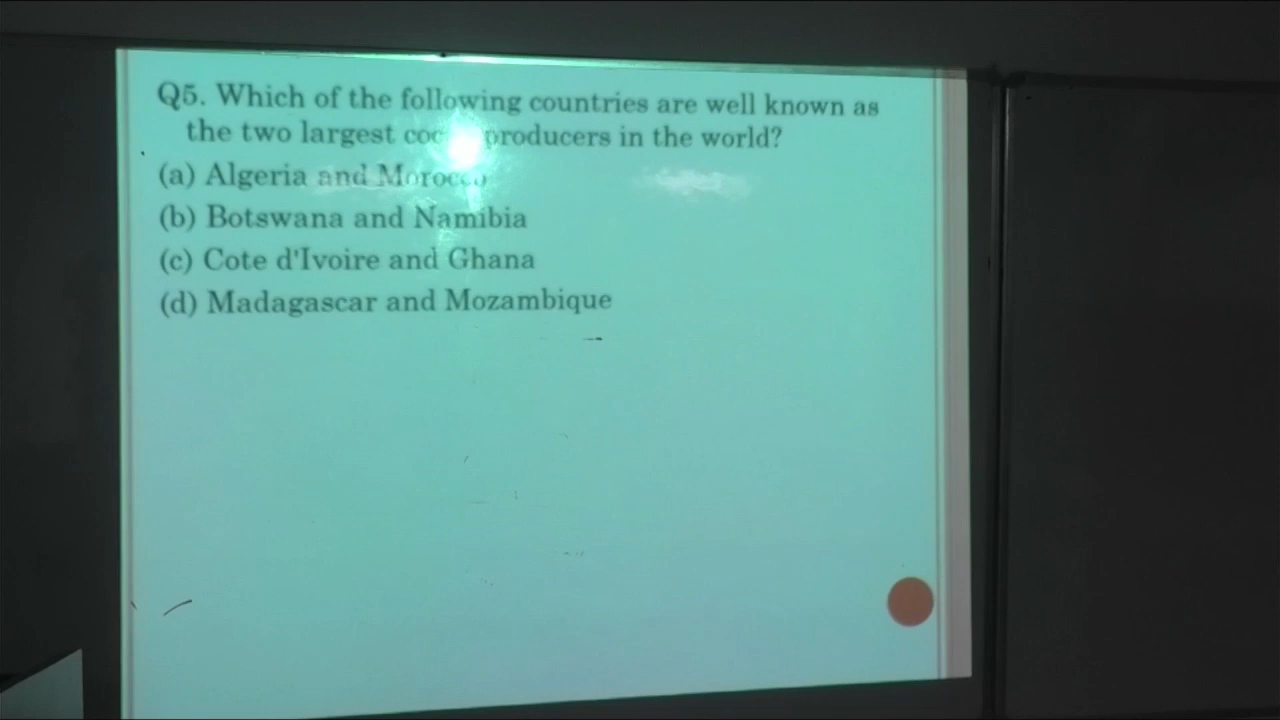 Q5. Which of the following countries are well known as
the two largest producers in the world?
(a) Algeria and Morocco
(b) Botswana and Namibia
(c) Cote d'Ivoire and Ghana
(d) Madagascar and Mozambique